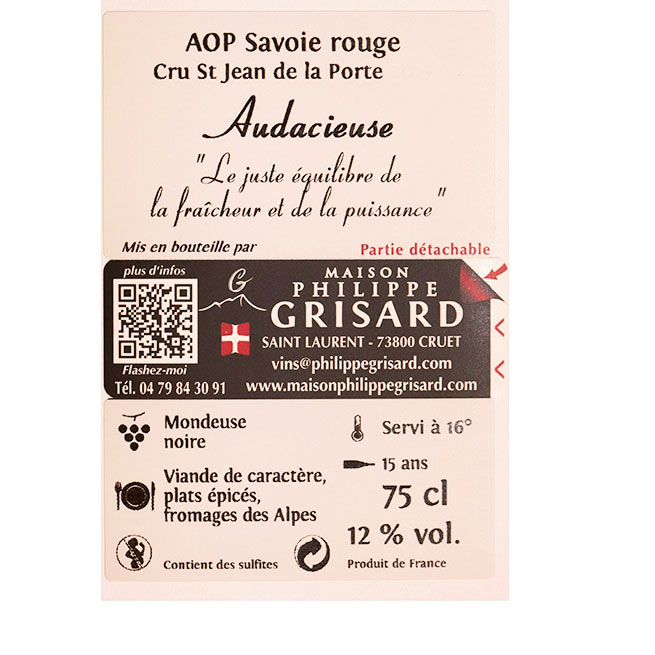 AOP Savoie rouge
Cru St Jean de la Porte
Audacieuse
"Le juste équilibre de
la fraîcheur et de la puissance"
Mis en bouteille par
Partie détachable
plus d'infos
Flashez-moi
Tél. 04 79 84 30 91
G
MAISON
PHILIPPE
GRISARD
SAINT LAURENT - 73800 CRUET
vins@philippegrisard.com
www.maisonphilippegrisard.com
Mondeuse
noire
Viande de caractère,
plats épicés,
fromages des Alpes
Contient des sulfites
Servi à 16°
15 ans
75 cl
12 % vol.
Produit de France